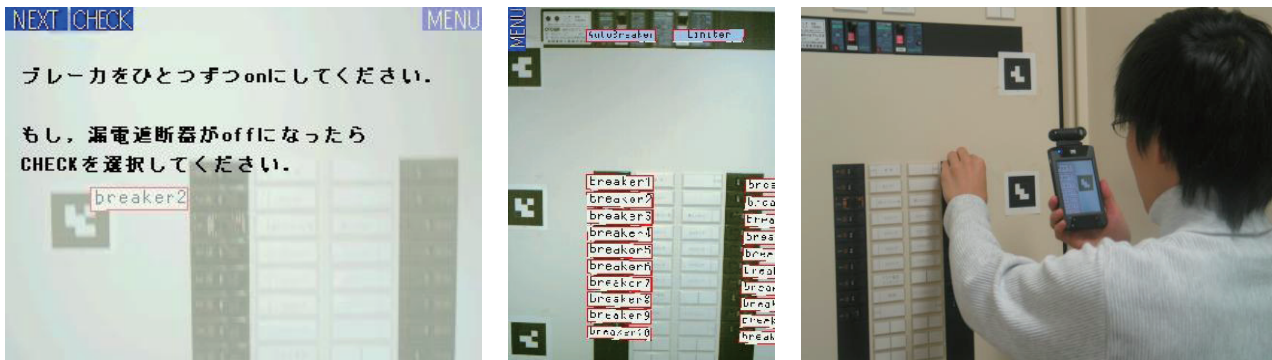 NEXT CHECK MENU
ブレーカをひとつずつonにしてください.
もし, 漏電遮断器がoffになったら
CHECKを選択してください.
breaker2
MENU
AutoBreaker Limiter
breaker1
breaker2
breaker3
breaker4
breaker5
breaker6
breaker7
breaker8
breaker9
breaker10